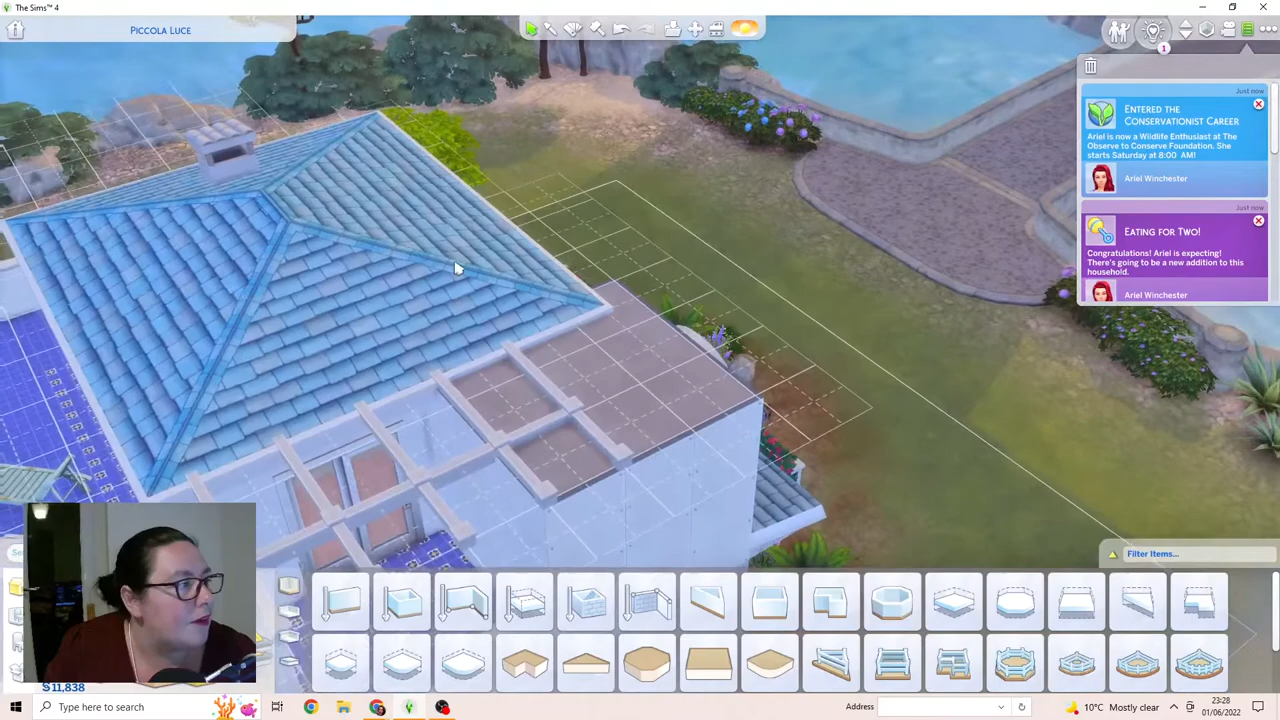 The Sims™ 4
PICCOLA LUCE
1
Just now
ENTERED THE
CONSERVATIONIST CAREER
Ariel is now a Wildlife Enthusiast at The
Observe to Conserve Foundation. She
starts Saturday at 8:00 AM!
Ariel Winchester
Just now
EATING FOR TWO!
Congratulations! Ariel is expecting!
There's going to be a new addition to this
household.
Ariel Winchester
Filter Items...
§11,838
Type here to search
Address
10°C Mostly clear
23:28
01/06/2022